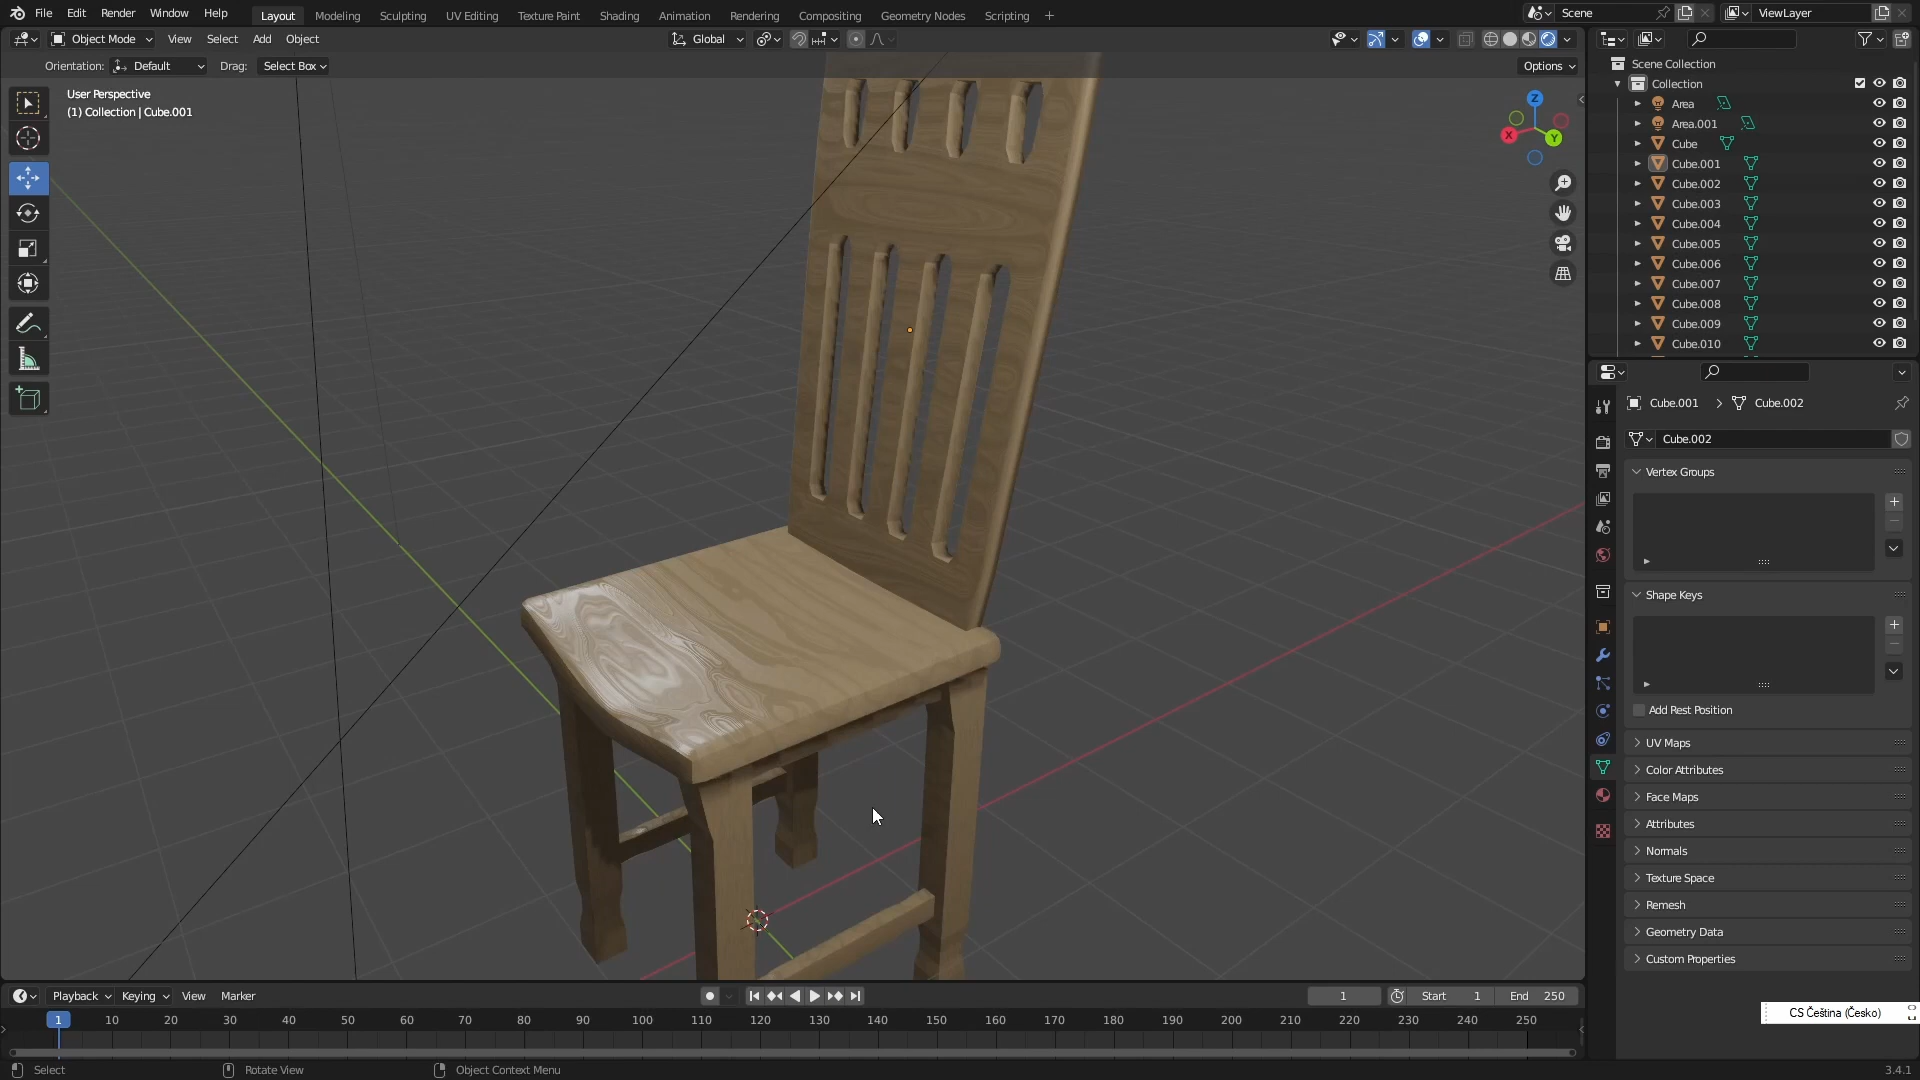 File Edit Render Window Help Layout Modeling Sculpting UV Editing Texture Paint Shading Animation Rendering Compositing Geometry Nodes Scripting + Scene ViewLayer
Object Mode View Select Add Object Global
Orientation: Default Drag: Select Box Options
User Perspective
(1) Collection | Cube.001
Z
X
Y
Scene Collection
Collection
Area
Area.001
Cube
Cube.001
Cube.002
Cube.003
Cube.004
Cube.005
Cube.006
Cube.007
Cube.008
Cube.009
Cube.010
Cube.001 > Cube.002
Cube.002
Vertex Groups
Shape Keys
Add Rest Position
UV Maps
Color Attributes
Face Maps
Attributes
Normals
Texture Space
Remesh
Geometry Data
Custom Properties
Playback Keying View Marker 1 Start 1 End 250
1 10 20 30 40 50 60 70 80 90 100 110 120 130 140 150 160 170 180 190 200 210 220 230 240 250
CS Čeština (Česko)
Select Rotate View Object Context Menu 3.4.1